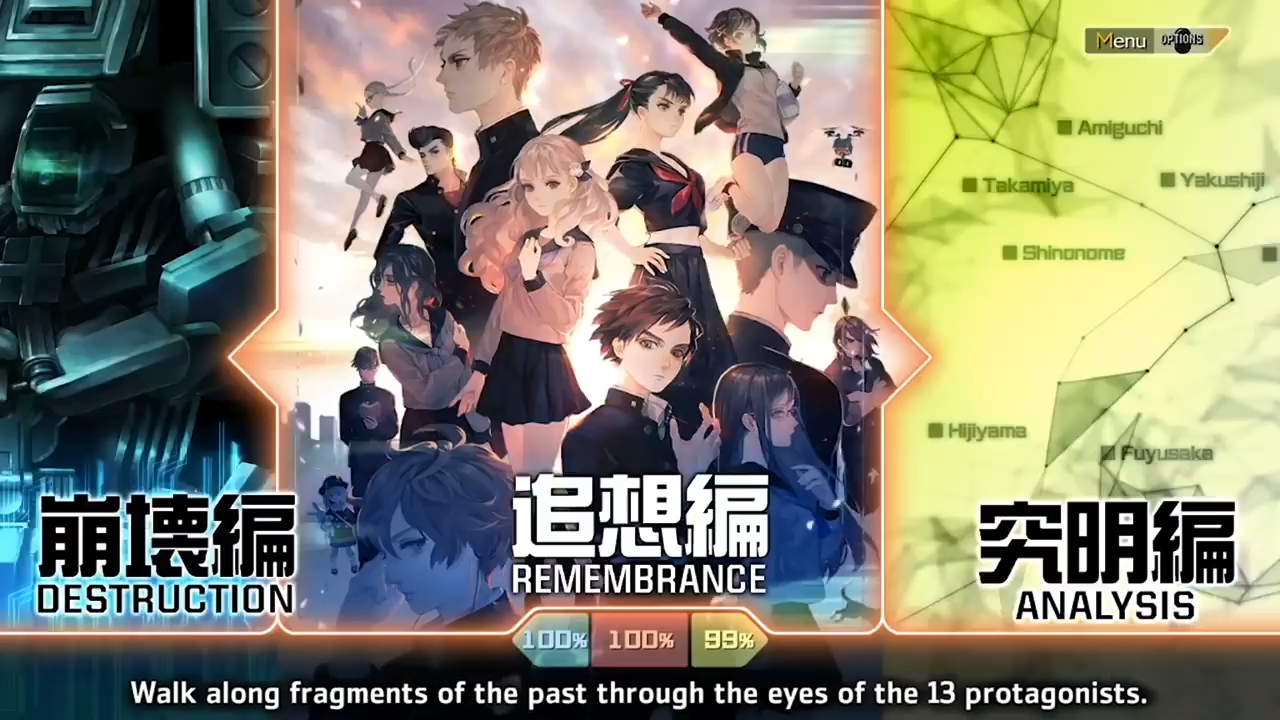 Menu OPTIONS
Amiguchi
Takamiya
Yakushiji
Shinonome
Hijiyama
Fuyusaka
崩壊編
DESTRUCTION
追想編
REMEMBRANCE
究明編
ANALYSIS
100% 100% 99%
Walk along fragments of the past through the eyes of the 13 protagonists.